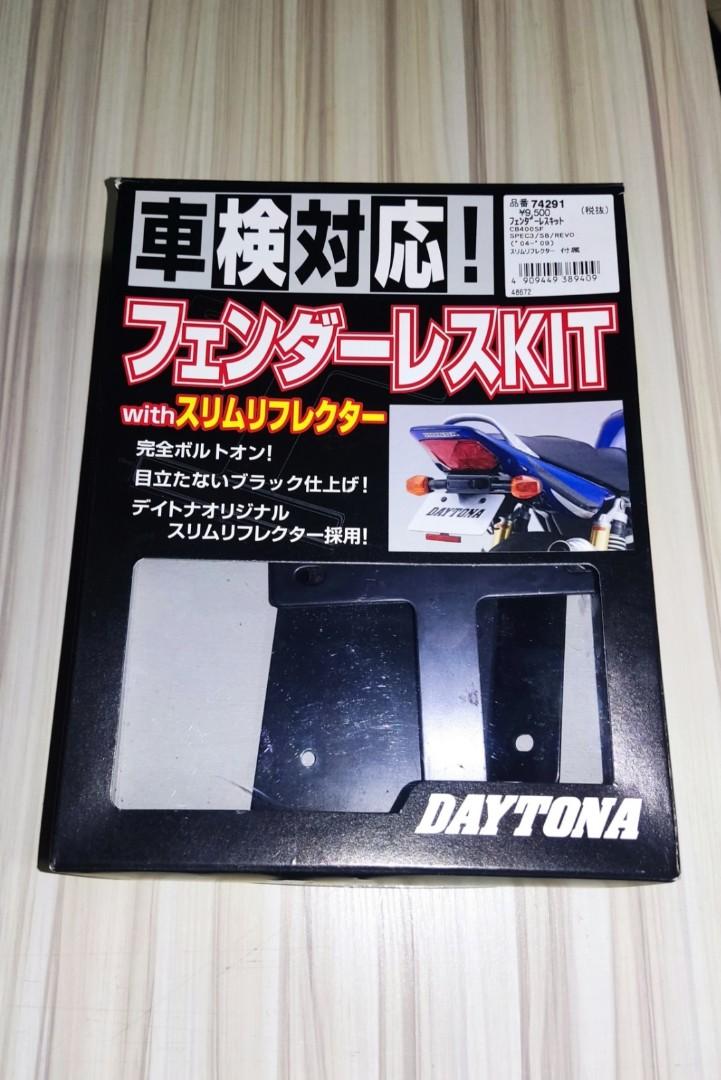 車検対応!
品番 74291
¥9,500 (税抜)
フェンダーレスキット
CB400SF
SPEC3/SB/REVO
('04-'09)
スリムリフレクター 付属
4 909449 389409
48672
フェンダーレスKIT
withスリムリフレクター
完全ボルトオン!
目立たないブラック仕上げ!
デイトナオリジナル
スリムリフレクター採用!
DAYTONA
DAYTONA